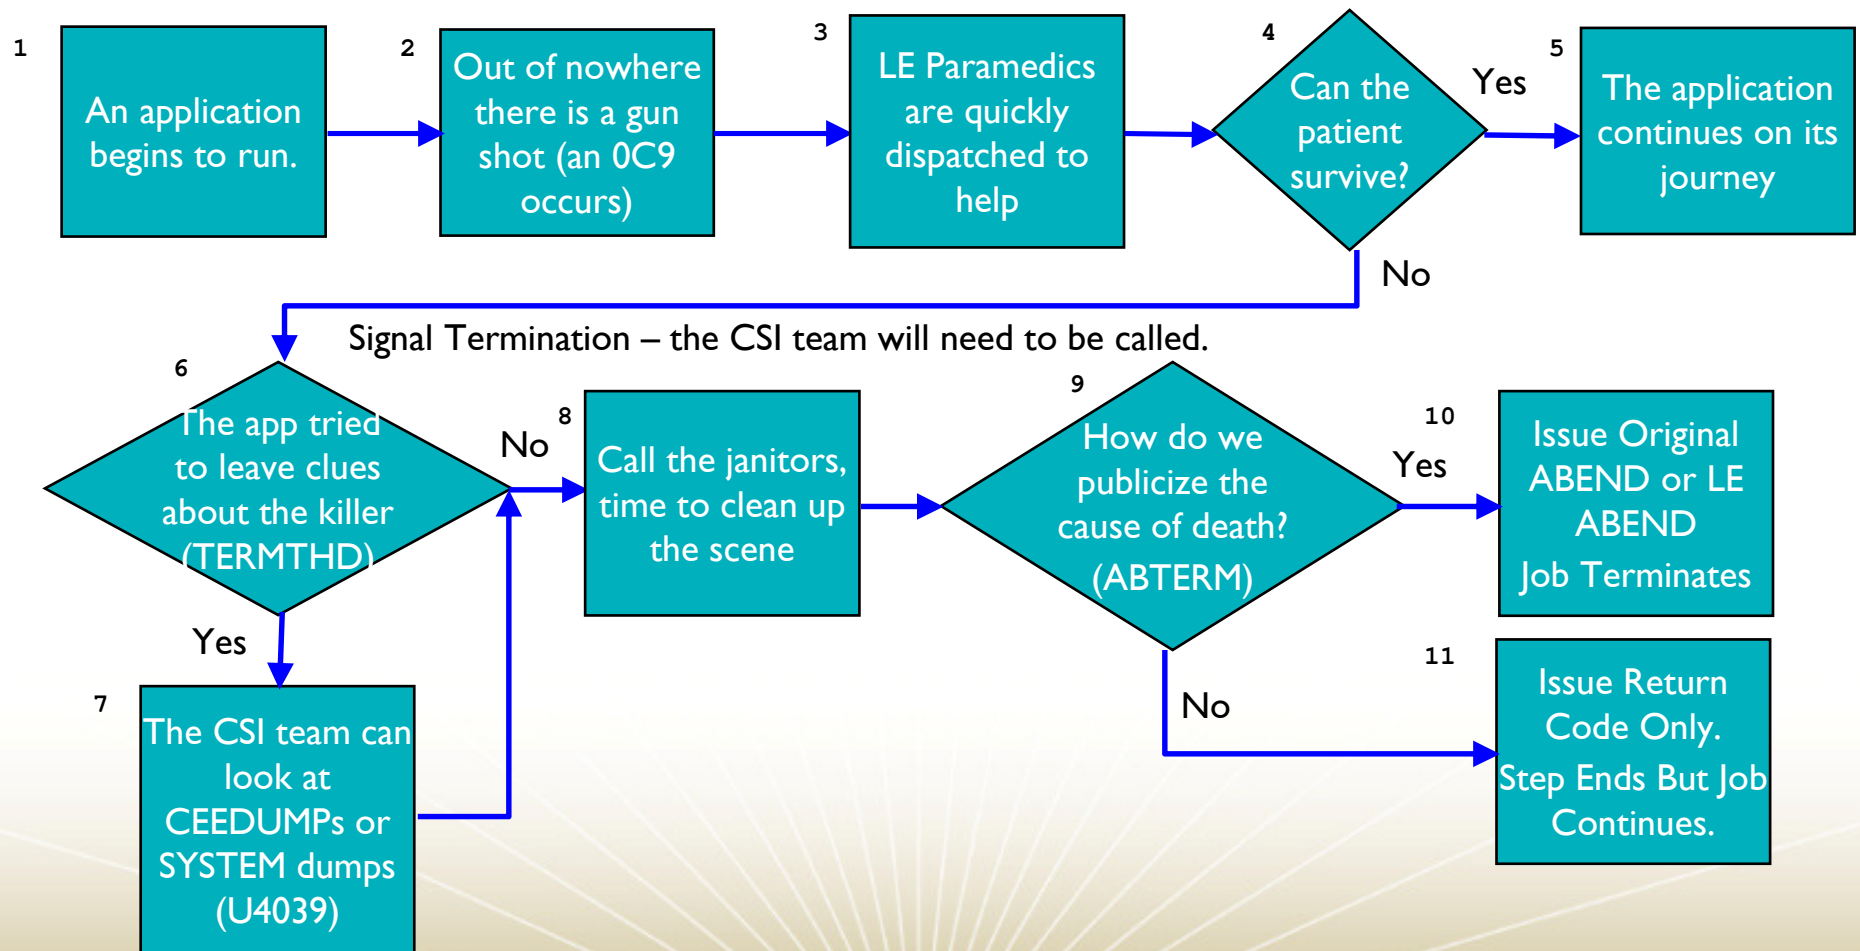 1
An application
begins to run.
2
Out of nowhere
there is a gun
shot (an 0C9
occurs)
3
LE Paramedics
are quickly
dispatched to
help
4
Can the
patient
survive?
Yes
5
The application
continues on its
journey
No
Signal Termination – the CSI team will need to be called.
6
The app tried
to leave clues
about the killer
(TERMTHD)
No
Yes
7
The CSI team can
look at
CEEDUMPs or
SYSTEM dumps
(U4039)
8
Call the janitors,
time to clean up
the scene
9
How do we
publicize the
cause of death?
(ABTERM)
Yes
10
Issue Original
ABEND or LE
ABEND
Job Terminates
No
11
Issue Return
Code Only.
Step Ends But Job
Continues.